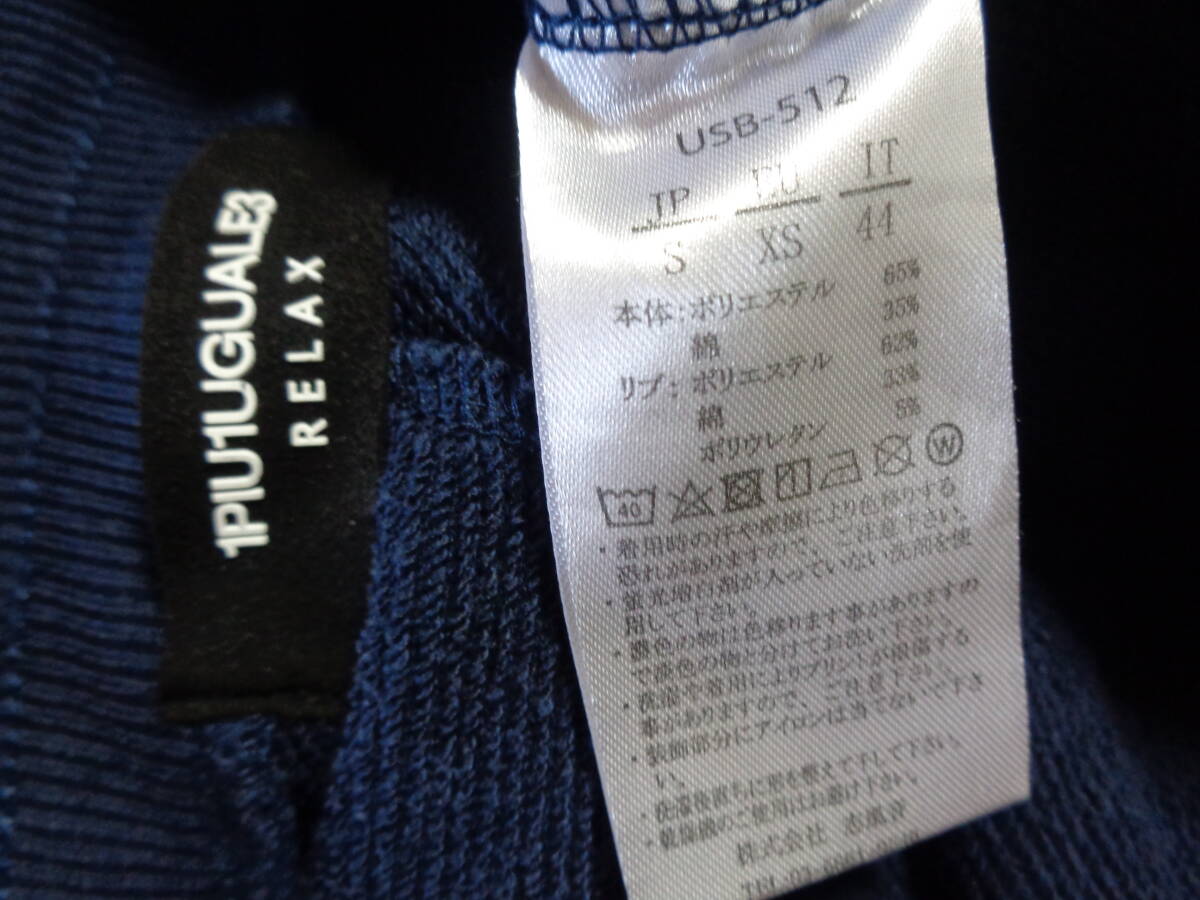 1PIU1UGUALE3
RELAX
USB-512
JP EU IT
S XS 44
本体:ポリエステル 65%
綿 35%
リブ:ポリエステル 62%
綿 33%
ポリウレタン 5%
40
W
・着用時の汗や摩擦により色移りする
恐れがありますので、ご注意下さい。
・蛍光増白剤が入っていない洗剤を使
用して下さい。
・濃色の物は色移ります事がありますの
で淡色の物と分けてお洗い下さい。
・洗濯や着用によりプリントが剥落する
事がありますので、ご注意下さい。
・装飾部分にアイロンは当てないで下さ
い。
・洗濯後直ちに形を整えて干して下さい。
・乾燥機のご使用はお避け下さい。
株式会社
TEL